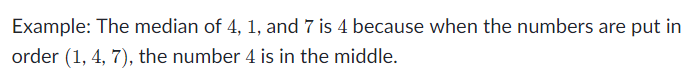 Example: The median of 4, 1, and 7 is 4 because when the numbers are put in
order (1, 4, 7), the number 4 is in the middle.